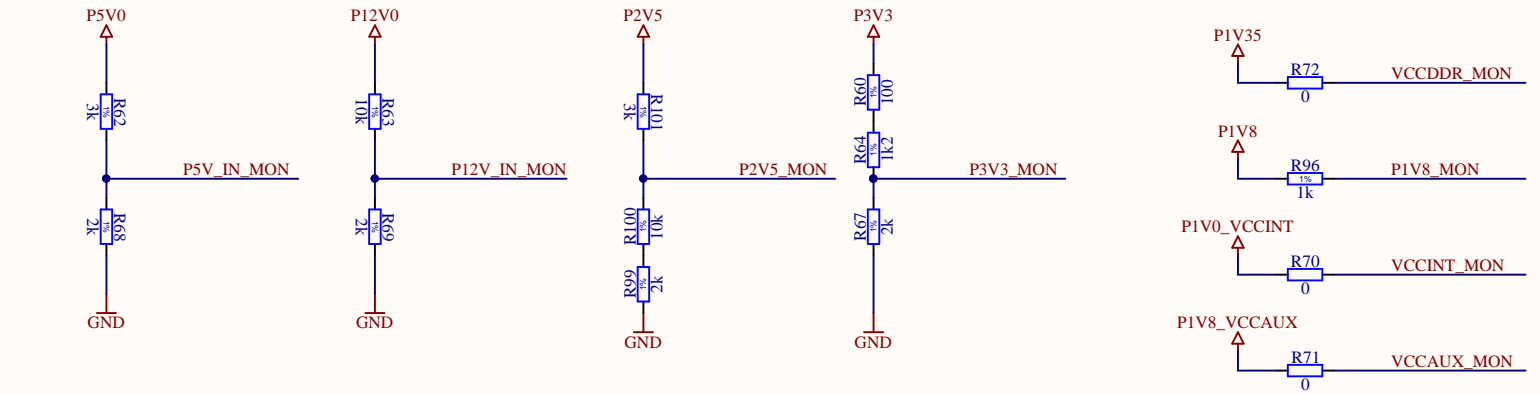 P5V0
R62
3k
1%
P5V_IN_MON
R68
2k
1%
GND
P12V0
R63
10k
1%
P12V_IN_MON
R69
2k
1%
GND
P2V5
R101
3k
1%
P2V5_MON
R100
10k
1%
R99
2k
1%
GND
P3V3
R60
100
1%
R64
1k2
1%
P3V3_MON
R67
2k
1%
GND
P1V35
R72
0
VCCDDR_MON
P1V8
R96
1%
1k
P1V8_MON
P1V0_VCCINT
R70
0
VCCINT_MON
P1V8_VCCAUX
R71
0
VCCAUX_MON